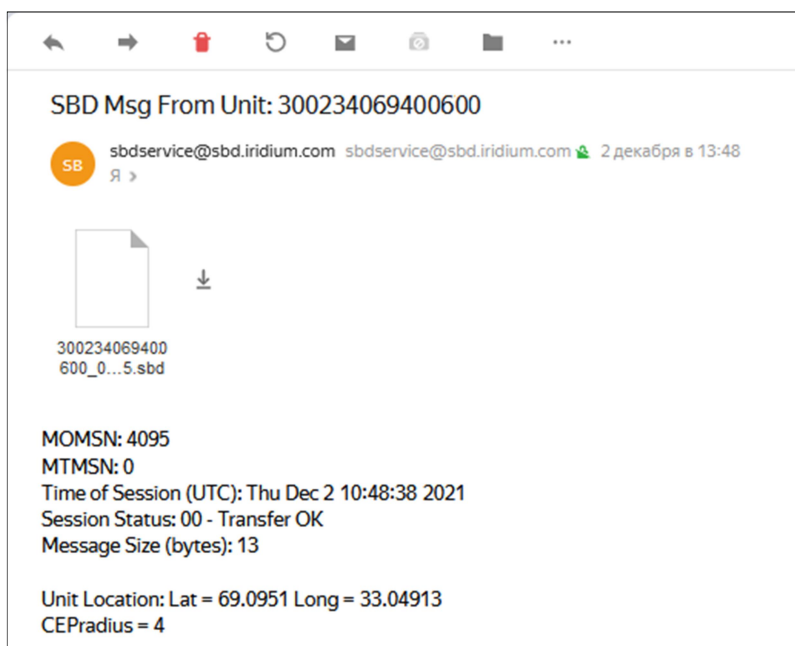 SBD Msg From Unit: 300234069400600
SB
sbdservice@sbd.iridium.com sbdservice@sbd.iridium.com 2 декабря в 13:48
Я >
300234069400
600_0...5.sbd
MOMSN: 4095
MTMSN: 0
Time of Session (UTC): Thu Dec 2 10:48:38 2021
Session Status: 00 - Transfer OK
Message Size (bytes): 13
Unit Location: Lat = 69.0951 Long = 33.04913
CEPradius = 4